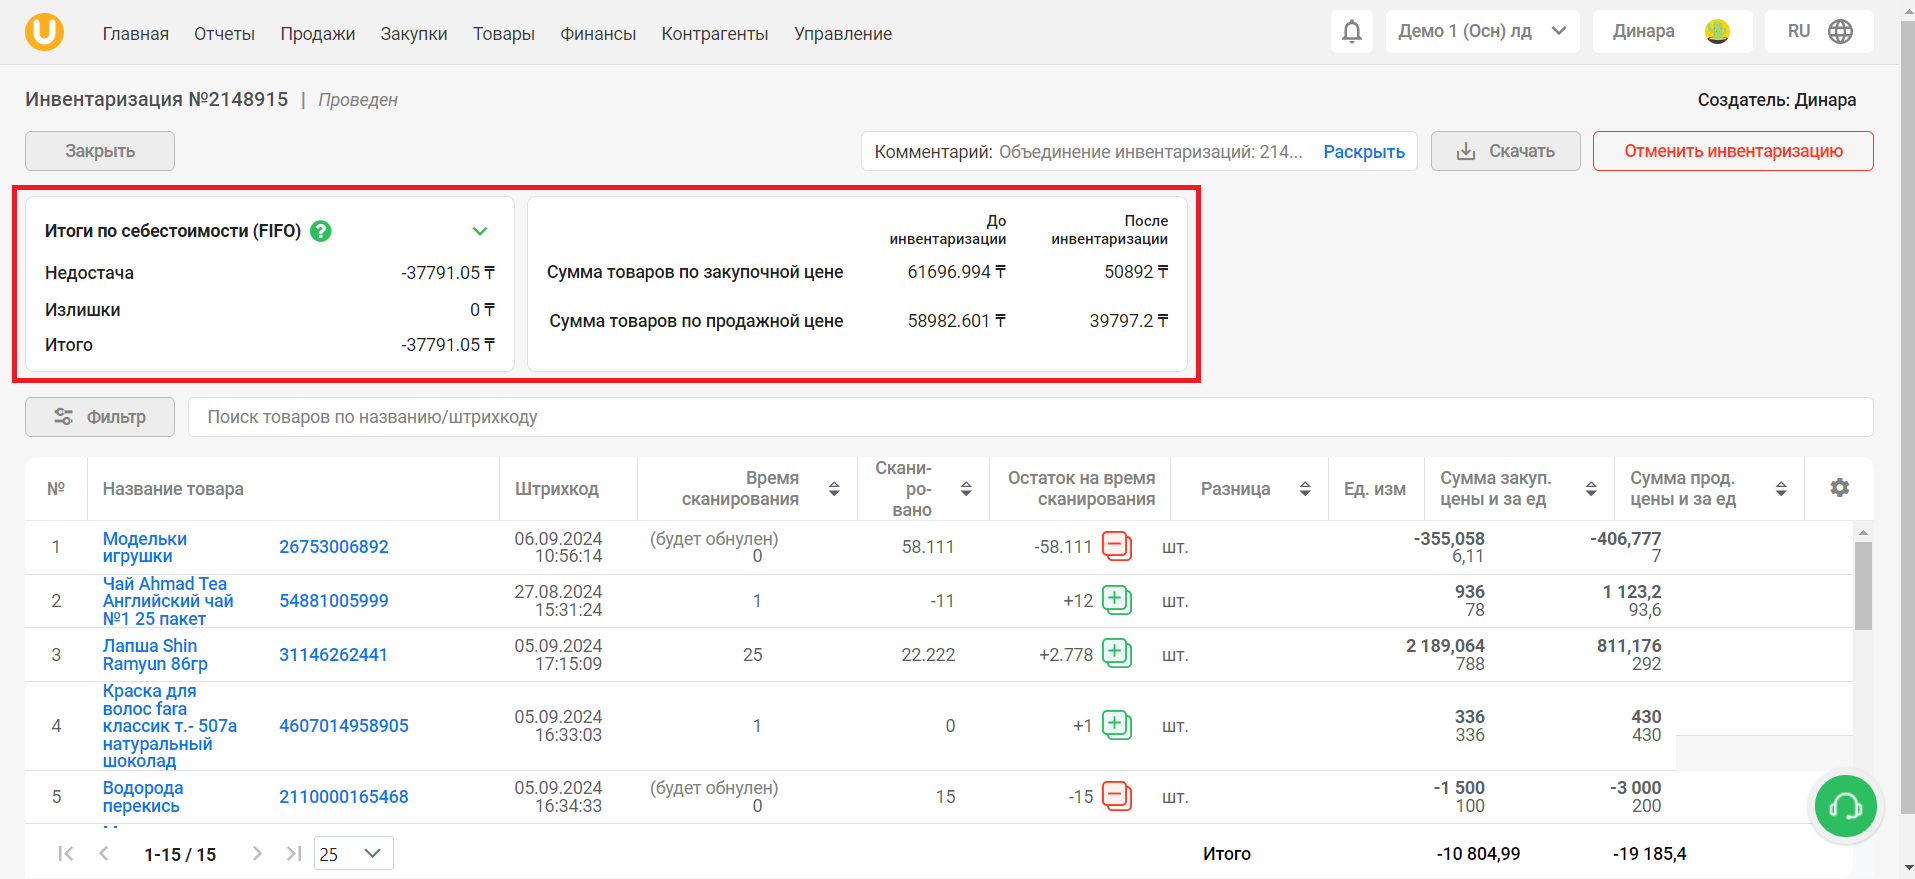 U
Главная Отчеты Продажи Закупки Товары Финансы Контрагенты Управление
Демо 1 (Осн) лд
Динара
RU
Инвентаризация №2148915 | Проведен
Создатель: Динара
Закрыть
Комментарий: Объединение инвентаризаций: 214... Раскрыть
Скачать
Отменить инвентаризацию
Итоги по себестоимости (FIFO) ?
Недостача -37791.05 ₸
Излишки 0 ₸
Итого -37791.05 ₸
До инвентаризации
После инвентаризации
Сумма товаров по закупочной цене 61696.994 ₸ 50892 ₸
Сумма товаров по продажной цене 58982.601 ₸ 39797.2 ₸
Фильтр
Поиск товаров по названию/штрихкоду
№
Название товара
Штрихкод
Время
сканирования
Скани-
ро-
вано
Остаток на время
сканирования
Разница
Ед. изм
Сумма закуп.
цены и за ед
Сумма прод.
цены и за ед
1
Модельки
игрушки
26753006892
06.09.2024
10:56:14
(будет обнулен)
0
58.111
-58.111
шт.
-355,058
6,11
-406,777
7
2
Чай Ahmad Tea
Английский чай
№1 25 пакет
54881005999
27.08.2024
15:31:24
1
-11
+12
шт.
936
78
1 123,2
93,6
3
Лапша Shin
Ramyun 86гр
31146262441
05.09.2024
17:15:09
25
22.222
+2.778
шт.
2 189,064
788
811,176
292
4
Краска для
волос fara
классик т.- 507а
натуральный
шоколад
4607014958905
05.09.2024
16:33:03
1
0
+1
шт.
336
336
430
430
5
Водорода
перекись
2110000165468
05.09.2024
16:34:33
(будет обнулен)
0
15
-15
шт.
-1 500
100
-3 000
200
1-15 / 15
25
Итого -10 804,99 -19 185,4